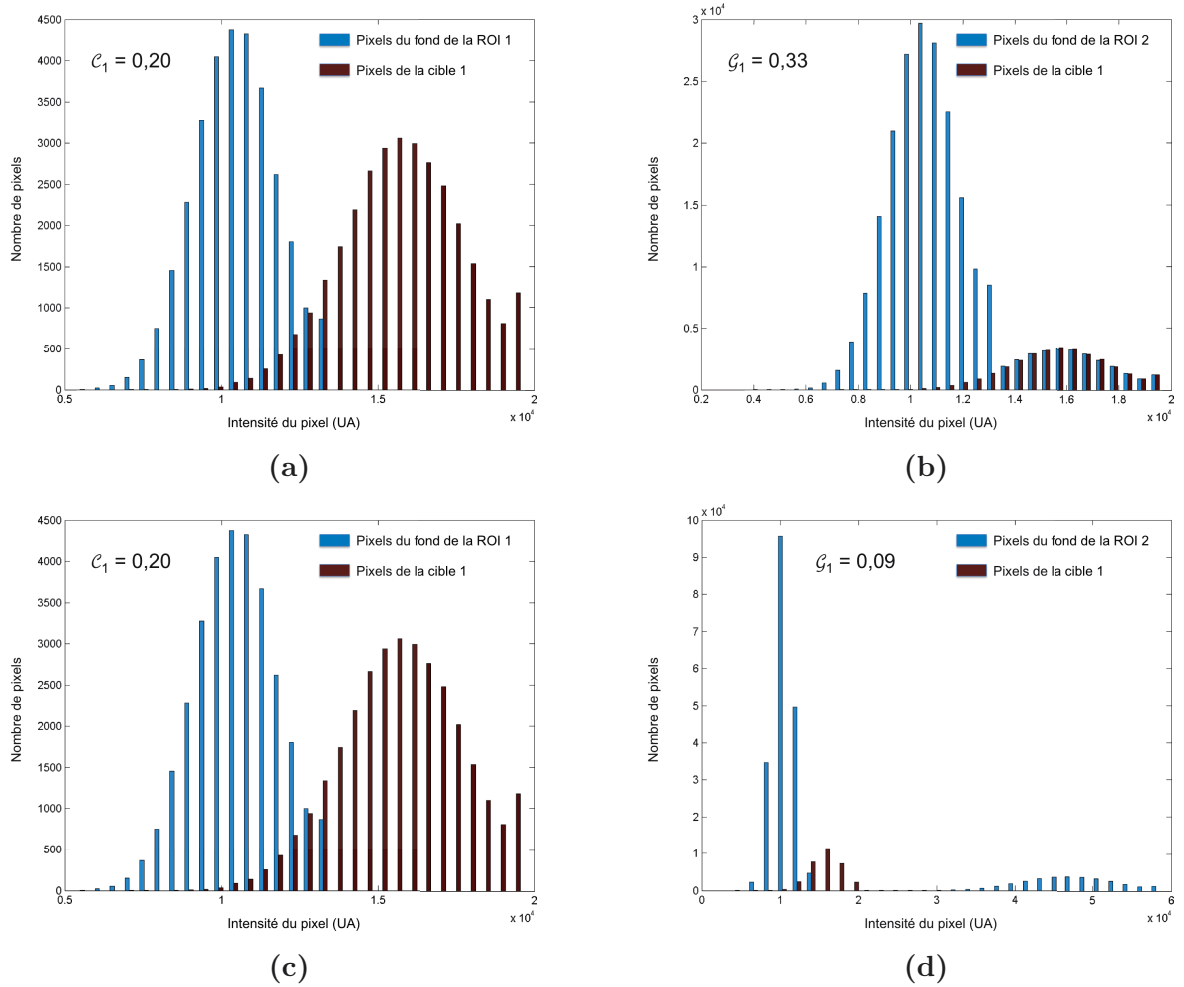 4500
4000
3500
3000
2500
2000
1500
1000
500
0
Nombre de pixels
𝒞1 = 0,20
Pixels du fond de la ROI 1
Pixels de la cible 1
0.5 1 1.5 2
x 10^4
Intensité du pixel (UA)
(a)
x 10^4
3
2.5
2
1.5
1
0.5
0
Nombre de pixels
𝒢1 = 0,33
Pixels du fond de la ROI 2
Pixels de la cible 1
0.2 0.4 0.6 0.8 1 1.2 1.4 1.6 1.8 2
x 10^4
Intensité du pixel (UA)
(b)
4500
4000
3500
3000
2500
2000
1500
1000
500
0
Nombre de pixels
𝒞1 = 0,20
Pixels du fond de la ROI 1
Pixels de la cible 1
0.5 1 1.5 2
x 10^4
Intensité du pixel (UA)
(c)
x 10^4
10
9
8
7
6
5
4
3
2
1
0
Nombre de pixels
𝒢1 = 0,09
Pixels du fond de la ROI 2
Pixels de la cible 1
0 1 2 3 4 5 6
x 10^4
Intensité du pixel (UA)
(d)